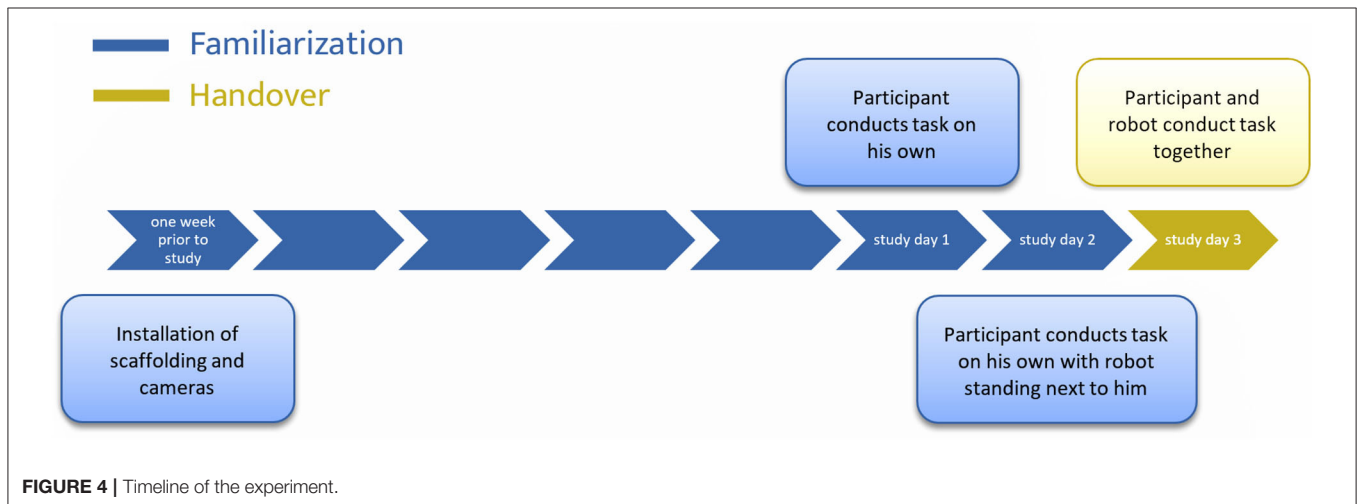 Familiarization
Handover
Participant
conducts task on
his own
Participant and
robot conduct task
together
one week
prior to
study
study day 1
study day 2
study day 3
Installation of
scaffolding and
cameras
Participant conducts task
on his own with robot
standing next to him
FIGURE 4 | Timeline of the experiment.